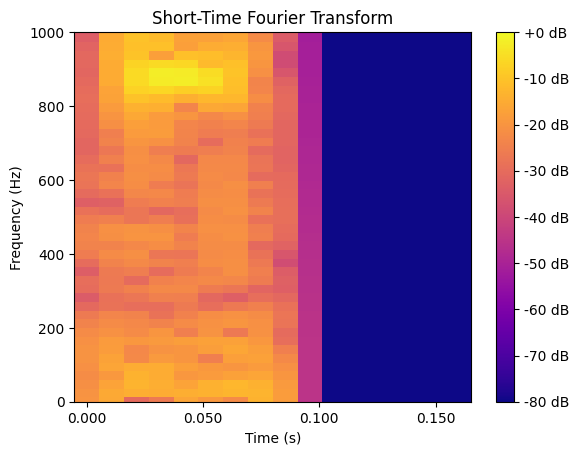 Short-Time Fourier Transform
1000
800
600
400
200
0
Frequency (Hz)
0.000
0.050
0.100
0.150
Time (s)
+0 dB
-10 dB
-20 dB
-30 dB
-40 dB
-50 dB
-60 dB
-70 dB
-80 dB